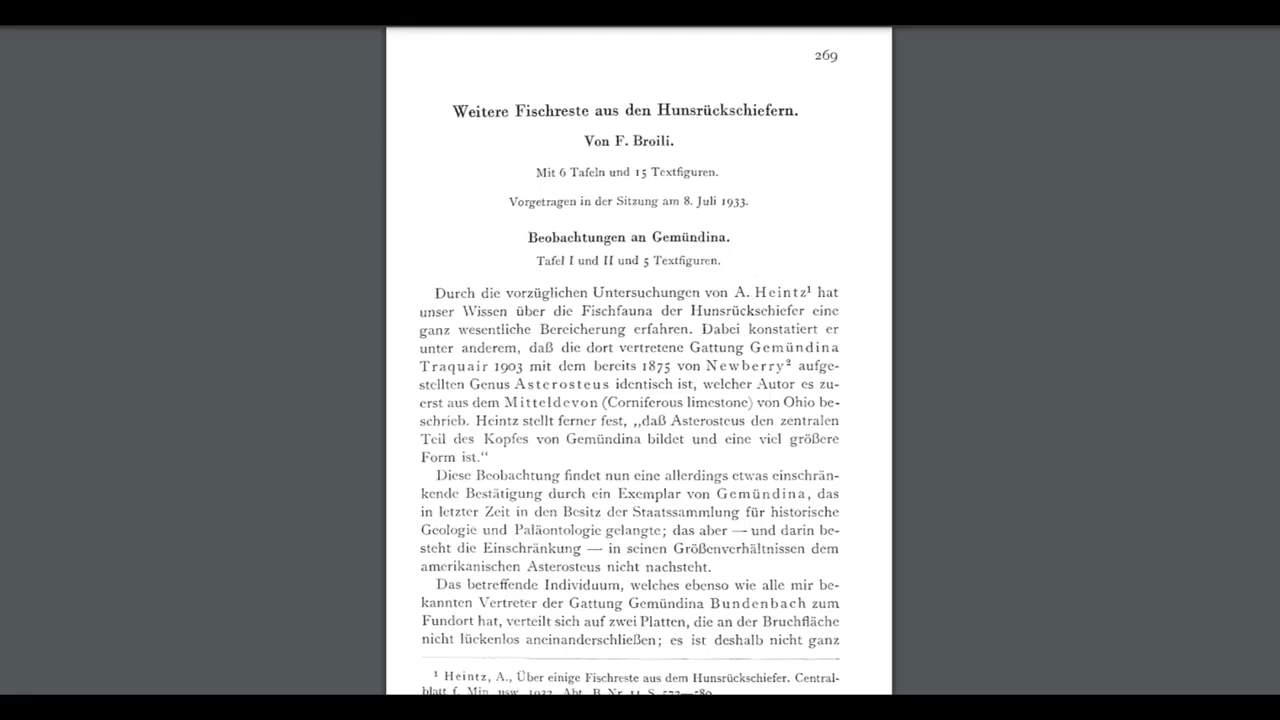 269
Weitere Fischreste aus den Hunsrückschiefern.
Von F. Broili.
Mit 6 Tafeln und 15 Textfiguren.
Vorgetragen in der Sitzung am 8. Juli 1933.
Beobachtungen an Gemündina.
Tafel I und II und 5 Textfiguren.
Durch die vorzüglichen Untersuchungen von A. Heintz¹ hat
unser Wissen über die Fischfauna der Hunsrückschiefer eine
ganz wesentliche Bereicherung erfahren. Dabei konstatiert er
unter anderem, daß die dort vertretene Gattung Gemündina
Traquair 1903 mit dem bereits 1875 von Newberry² aufge-
stellten Genus Asterosteus identisch ist, welcher Autor es zu-
erst aus dem Mitteldevon (Corniferous limestone) von Ohio be-
schrieb. Heintz stellt ferner fest, „daß Asterosteus den zentralen
Teil des Kopfes von Gemündina bildet und eine viel größere
Form ist.“
Diese Beobachtung findet nun eine allerdings etwas einschrän-
kende Bestätigung durch ein Exemplar von Gemündina, das
in letzter Zeit in den Besitz der Staatssammlung für historische
Geologie und Paläontologie gelangte; das aber — und darin be-
steht die Einschränkung — in seinen Größenverhältnissen dem
amerikanischen Asterosteus nicht nachsteht.
Das betreffende Individuum, welches ebenso wie alle mir be-
kannten Vertreter der Gattung Gemündina Bundenbach zum
Fundort hat, verteilt sich auf zwei Platten, die an der Bruchfläche
nicht lückenlos aneinanderschließen; es ist deshalb nicht ganz
¹ Heintz, A., Über einige Fischreste aus dem Hunsrückschiefer. Central-
blatt f. Min. usw. Abt. B Nr. 11 S.